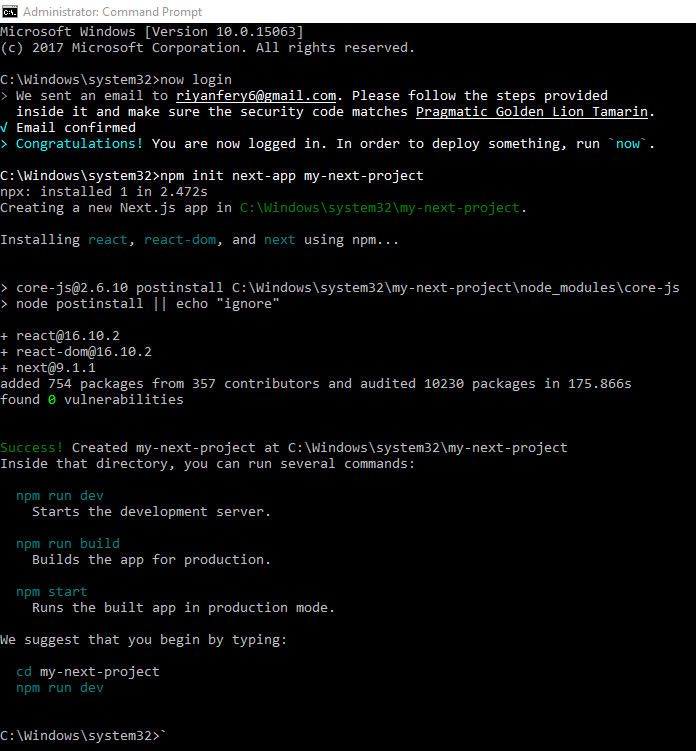 Administrator: Command Prompt
Microsoft Windows [Version 10.0.15063]
(c) 2017 Microsoft Corporation. All rights reserved.
C:\Windows\system32>now login
> We sent an email to riyanfery6@gmail.com. Please follow the steps provided
  inside it and make sure the security code matches Pragmatic Golden Lion Tamarin.
√ Email confirmed
> Congratulations! You are now logged in. In order to deploy something, run `now`.
C:\Windows\system32>npm init next-app my-next-project
npx: installed 1 in 2.472s
Creating a new Next.js app in C:\Windows\system32\my-next-project.
Installing react, react-dom, and next using npm...
> core-js@2.6.10 postinstall C:\Windows\system32\my-next-project\node_modules\core-js
> node postinstall || echo "ignore"
+ react@16.10.2
+ react-dom@16.10.2
+ next@9.1.1
added 754 packages from 357 contributors and audited 10230 packages in 175.866s
found 0 vulnerabilities
Success! Created my-next-project at C:\Windows\system32\my-next-project
Inside that directory, you can run several commands:
  npm run dev
    Starts the development server.
  npm run build
    Builds the app for production.
  npm start
    Runs the built app in production mode.
We suggest that you begin by typing:
  cd my-next-project
  npm run dev
C:\Windows\system32>`